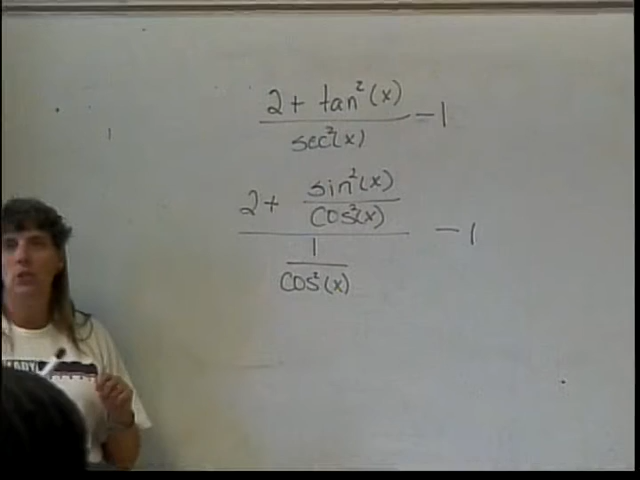 2 + tan²(x)
sec²(x)
- 1
2 + sin²(x)
cos²(x)
1
cos²(x)
- 1